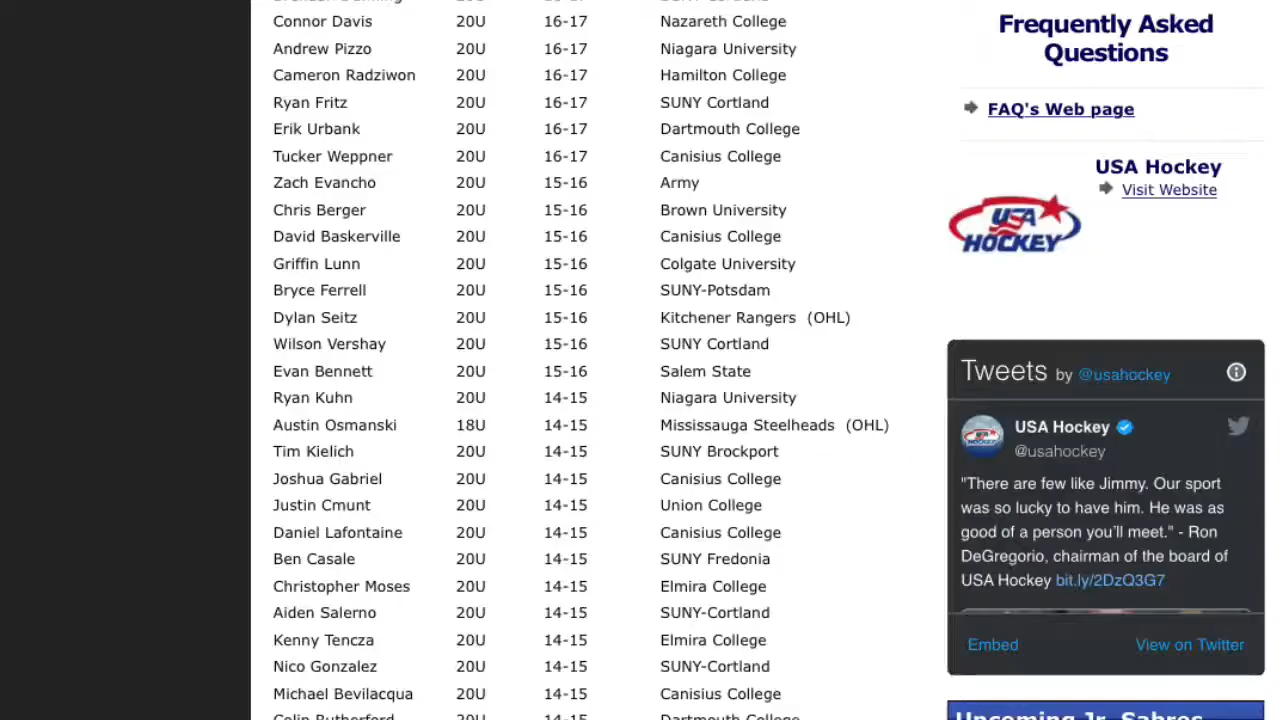 Connor Davis 20U 16-17 Nazareth College
Andrew Pizzo 20U 16-17 Niagara University
Cameron Radziwon 20U 16-17 Hamilton College
Ryan Fritz 20U 16-17 SUNY Cortland
Erik Urbank 20U 16-17 Dartmouth College
Tucker Weppner 20U 16-17 Canisius College
Zach Evancho 20U 15-16 Army
Chris Berger 20U 15-16 Brown University
David Baskerville 20U 15-16 Canisius College
Griffin Lunn 20U 15-16 Colgate University
Bryce Ferrell 20U 15-16 SUNY-Potsdam
Dylan Seitz 20U 15-16 Kitchener Rangers (OHL)
Wilson Vershay 20U 15-16 SUNY Cortland
Evan Bennett 20U 15-16 Salem State
Ryan Kuhn 20U 14-15 Niagara University
Austin Osmanski 18U 14-15 Mississauga Steelheads (OHL)
Tim Kielich 20U 14-15 SUNY Brockport
Joshua Gabriel 20U 14-15 Canisius College
Justin Cmunt 20U 14-15 Union College
Daniel Lafontaine 20U 14-15 Canisius College
Ben Casale 20U 14-15 SUNY Fredonia
Christopher Moses 20U 14-15 Elmira College
Aiden Salerno 20U 14-15 SUNY-Cortland
Kenny Tencza 20U 14-15 Elmira College
Nico Gonzalez 20U 14-15 SUNY-Cortland
Michael Bevilacqua 20U 14-15 Canisius College
Colin Rutherford 20U 14-15 Dartmouth College
Frequently Asked
Questions
FAQ's Web page
USA Hockey
Visit Website
USA
HOCKEY
Tweets by @usahockey
USA Hockey
@usahockey
"There are few like Jimmy. Our sport
was so lucky to have him. He was as
good of a person you'll meet." - Ron
DeGregorio, chairman of the board of
USA Hockey bit.ly/2DzQ3G7
Embed View on Twitter
Upcoming Jr. Sabres